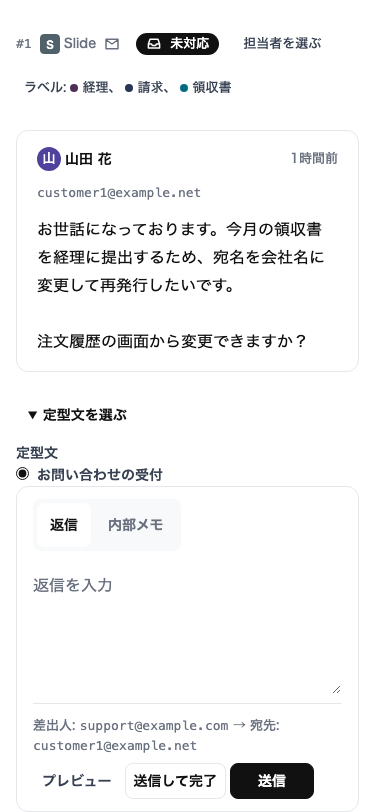 #1 S Slide 未対応 担当者を選ぶ
ラベル: 経理、 請求、 領収書
山 山田 花 1時間前
customer1@example.net
お世話になっております。今月の領収書
を経理に提出するため、宛名を会社名に
変更して再発行したいです。
注文履歴の画面から変更できますか？
▼ 定型文を選ぶ
定型文
お問い合わせの受付
返信 内部メモ
返信を入力
差出人: support@example.com → 宛先:
customer1@example.net
プレビュー 送信して完了 送信